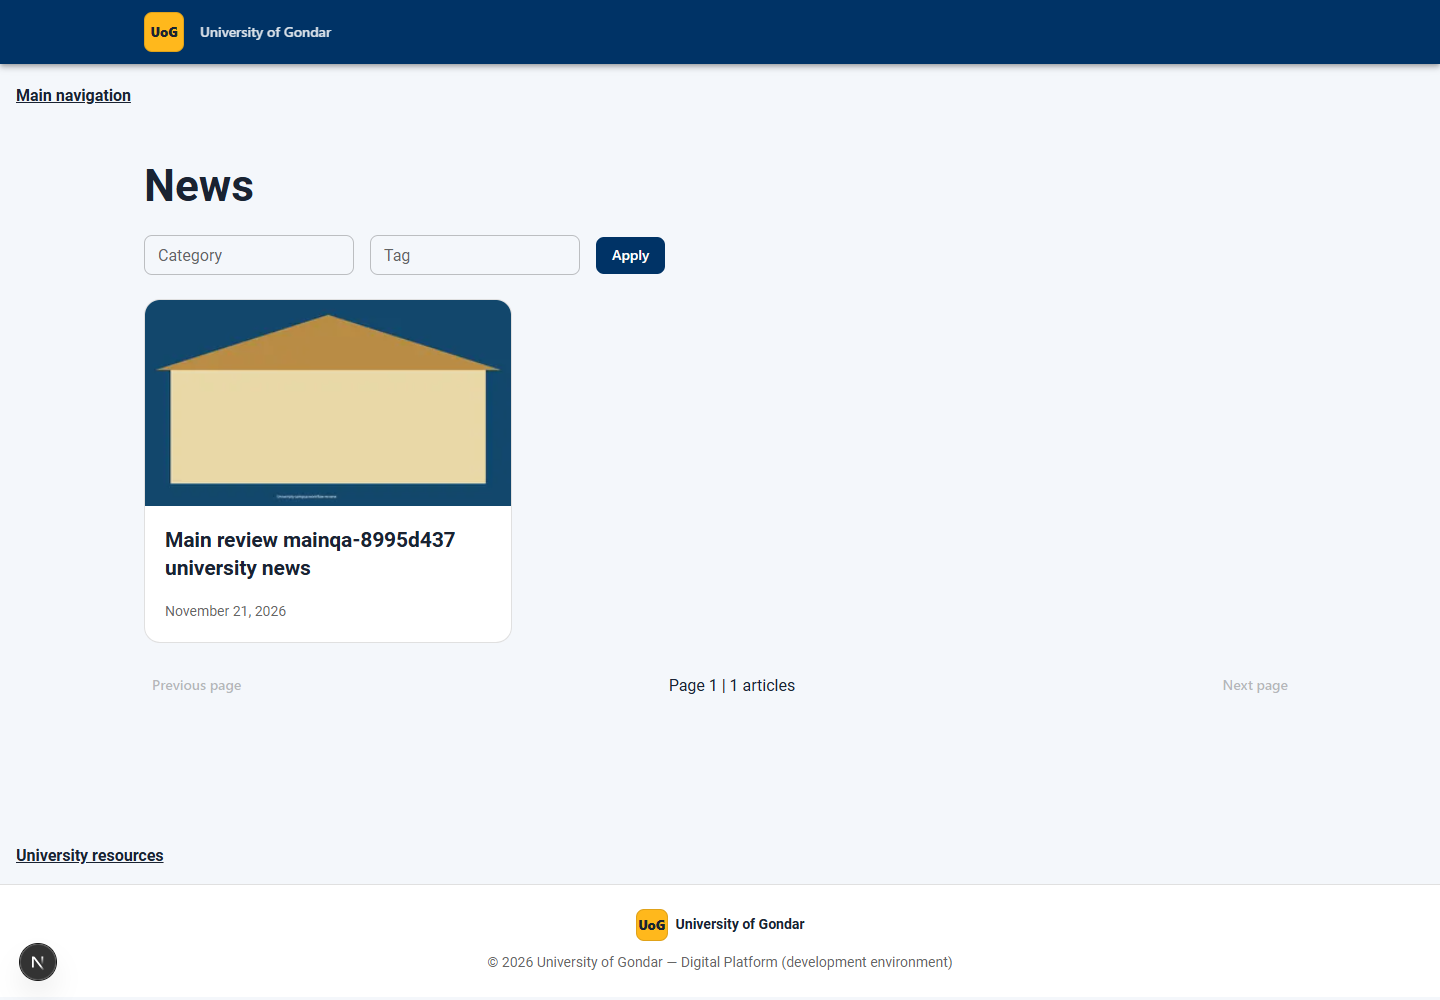 UoG University of Gondar
Main navigation
News
Category Tag Apply
Main review mainqa-8995d437
university news
November 21, 2026
Previous page Page 1 | 1 articles Next page
University resources
UoG University of Gondar
© 2026 University of Gondar — Digital Platform (development environment)
N